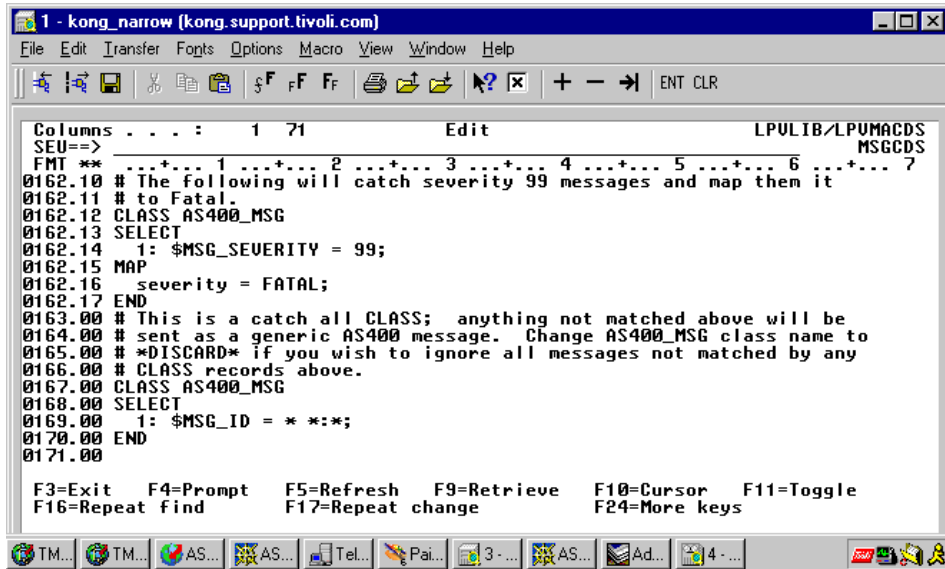 1 - kong_narrow (kong.support.tivoli.com)
File Edit Transfer Fonts Options Macro View Window Help
ENT CLR
Columns . . . : 1 71 Edit LPVLIB/LPVMACDS
SEU==> MSGCDS
FMT ** ...+... 1 ...+... 2 ...+... 3 ...+... 4 ...+... 5 ...+... 6 ...+... 7
0162.10 # The following will catch severity 99 messages and map them it
0162.11 # to Fatal.
0162.12 CLASS AS400_MSG
0162.13 SELECT
0162.14 1: $MSG_SEVERITY = 99;
0162.15 MAP
0162.16 severity = FATAL;
0162.17 END
0163.00 # This is a catch all CLASS; anything not matched above will be
0164.00 # sent as a generic AS400 message. Change AS400_MSG class name to
0165.00 # *DISCARD* if you wish to ignore all messages not matched by any
0166.00 # CLASS records above.
0167.00 CLASS AS400_MSG
0168.00 SELECT
0169.00 1: $MSG_ID = * *:*;
0170.00 END
0171.00
F3=Exit F4=Prompt F5=Refresh F9=Retrieve F10=Cursor F11=Toggle
F16=Repeat find F17=Repeat change F24=More keys
TM... TM... AS... AS... Tel... Pai... 3 - ... AS... Ad... 4 - ...